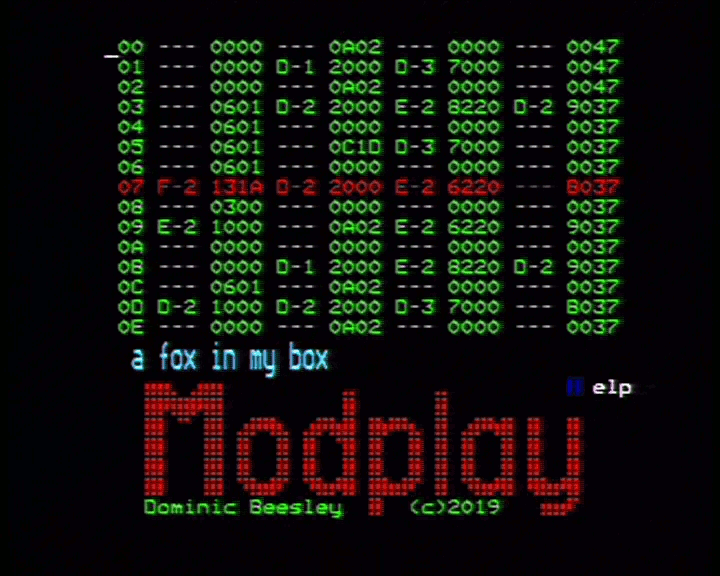 00 --- 0000 --- 0A02 --- 0000 --- 0047
01 --- 0000 D-1 2000 D-3 7000 --- 0047
02 --- 0000 --- 0A02 --- 0000 --- 0047
03 --- 0601 D-2 2000 E-2 8220 D-2 9037
04 --- 0601 --- 0000 --- 0000 --- 0037
05 --- 0601 --- 0C1D D-3 7000 --- 0037
06 --- 0601 --- 0000 --- 0000 --- 0037
07 F-2 131A D-2 2000 E-2 6220 --- B037
08 --- 0300 --- 0000 --- 0000 --- 0037
09 E-2 1000 --- 0A02 E-2 6220 --- 9037
0A --- 0000 --- 0000 --- 0000 --- 0037
0B --- 0000 D-1 2000 E-2 8220 D-2 9037
0C --- 0601 --- 0A02 --- 0000 --- 0037
0D D-2 1000 D-2 2000 D-3 7000 --- B037
0E --- 0000 --- 0A02 --- 0000 --- 0037
a fox in my box
elp
Modplay
Dominic Beesley (c)2019